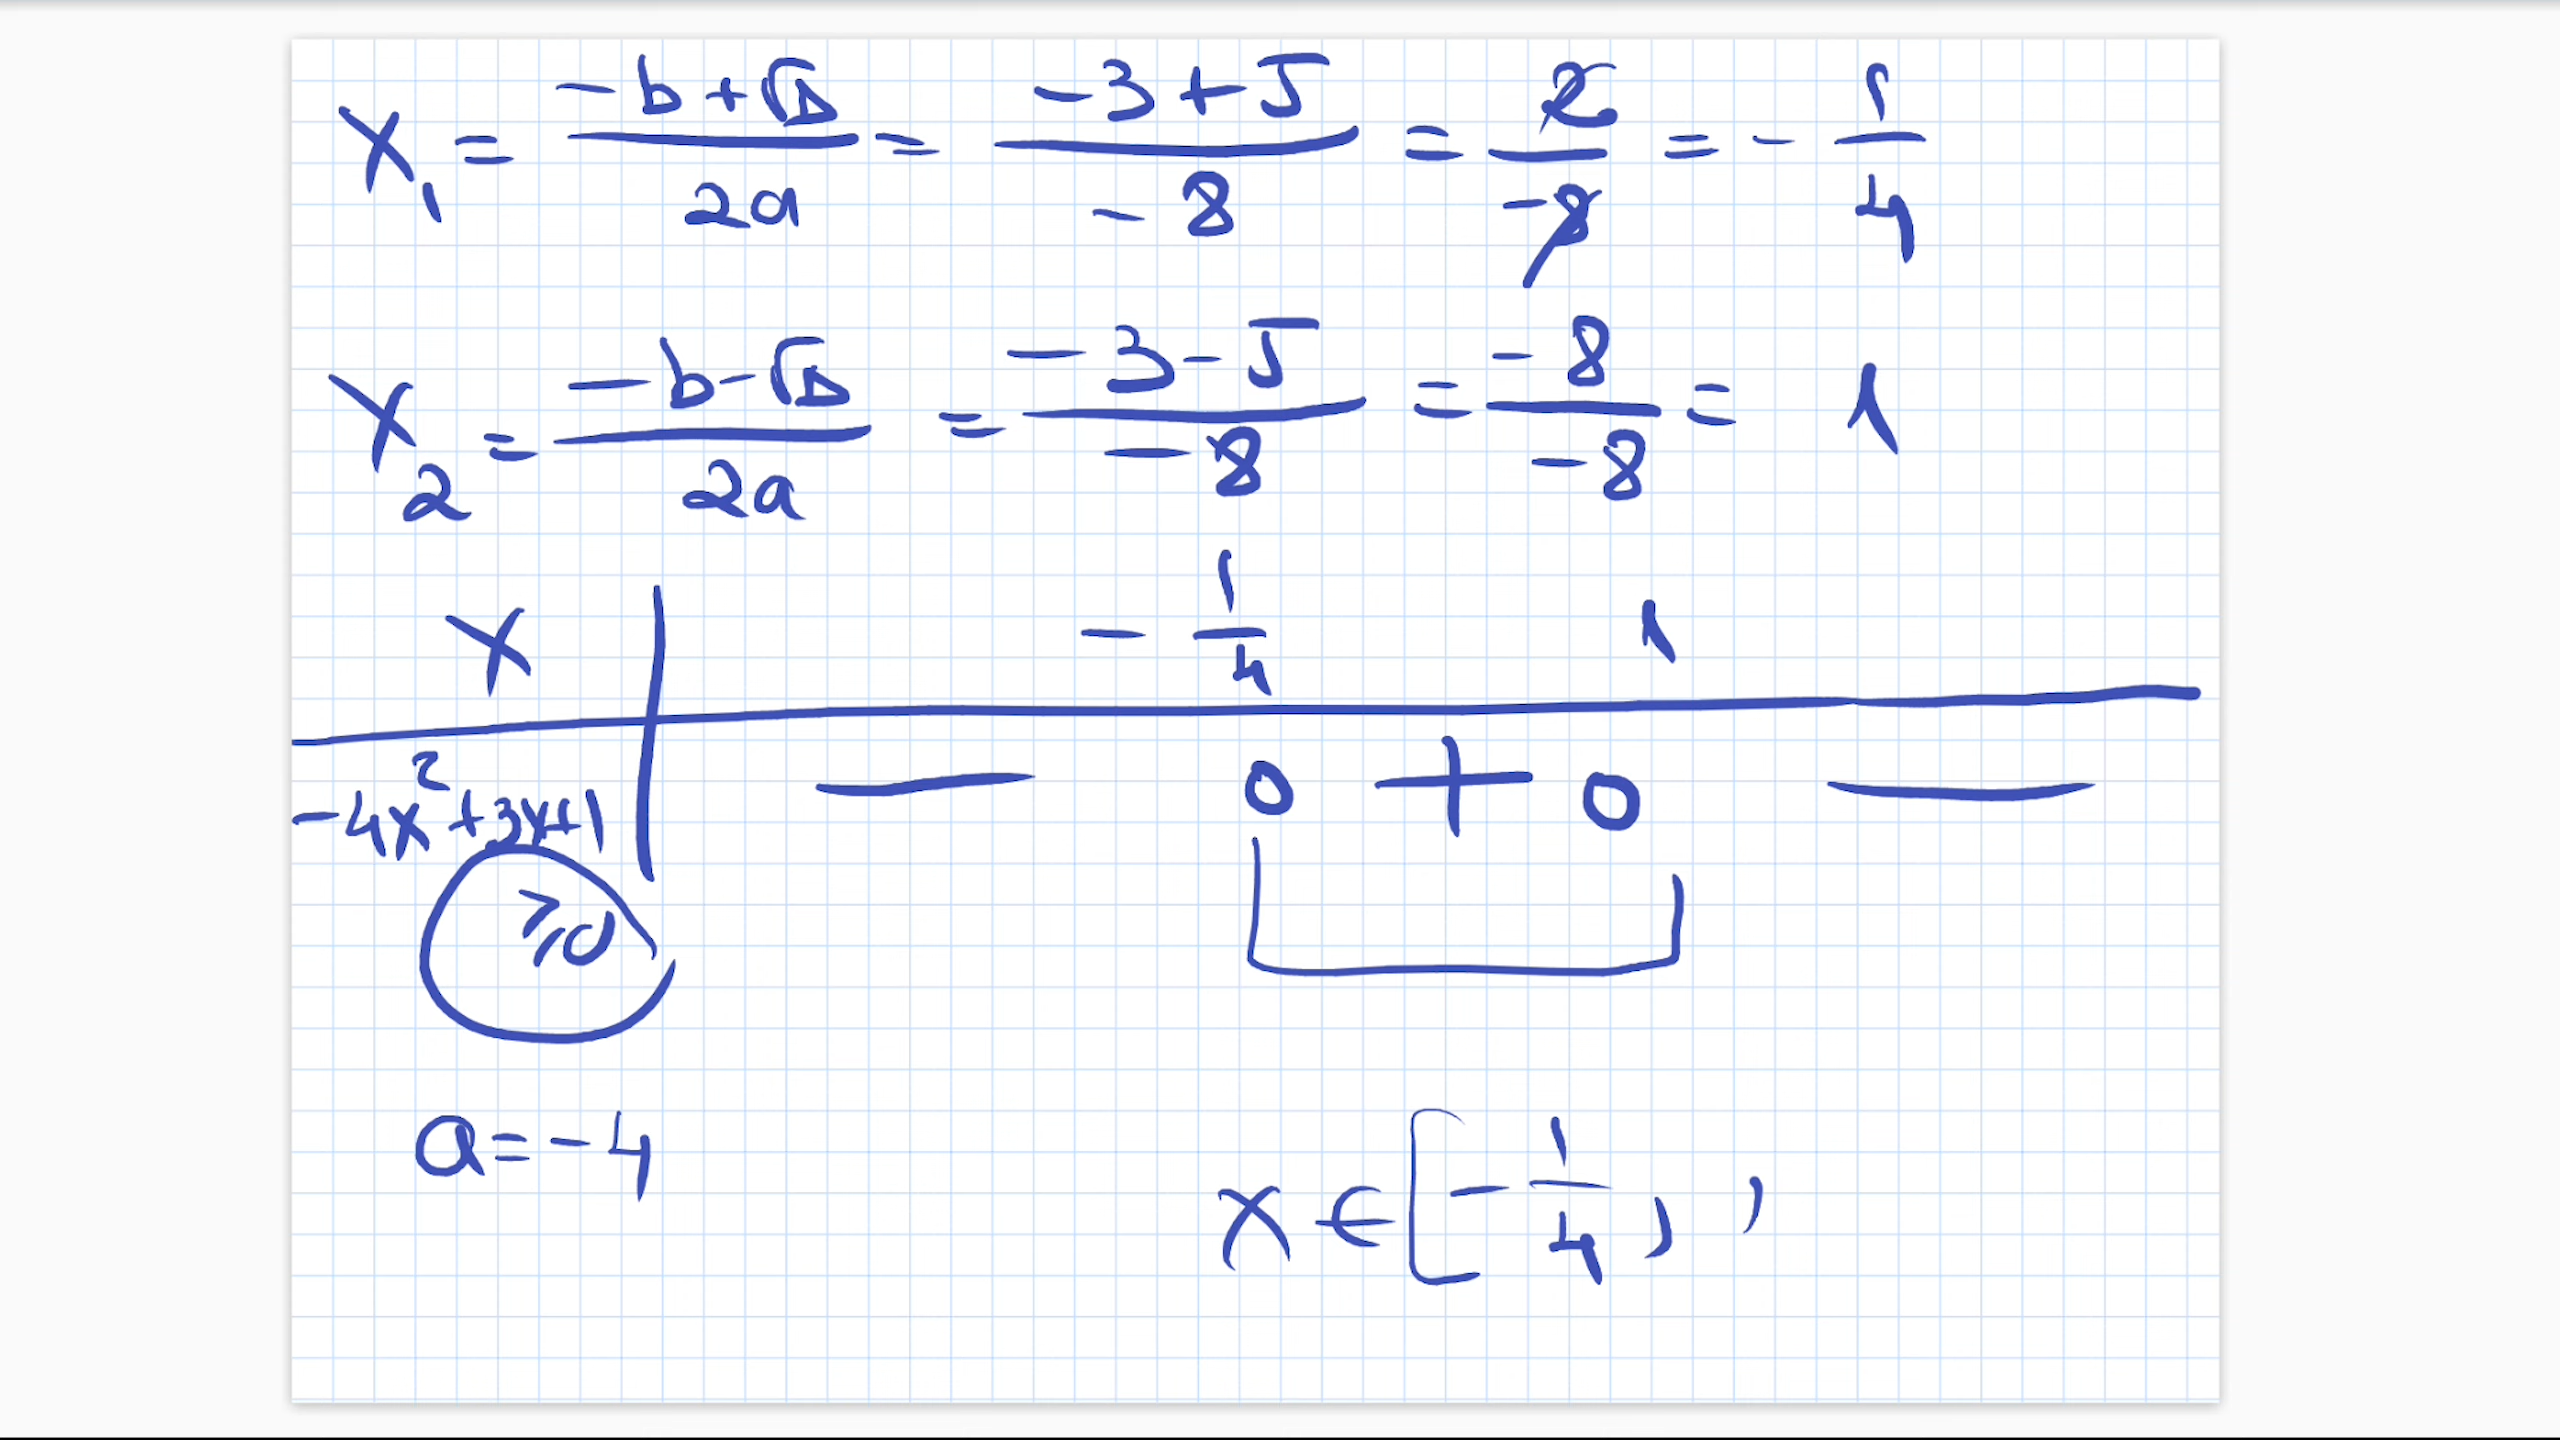 x₁ = (-b+√Δ)/(2a) = (-3+5)/(-8) = 2/(-8) = -1/4
x₂ = (-b-√Δ)/(2a) = (-3-5)/(-8) = (-8)/(-8) = 1
x | -1/4 1
-4x²+3x+1 | — 0 + 0 —
≥0
a=-4
x ∈ [-1/4, ,